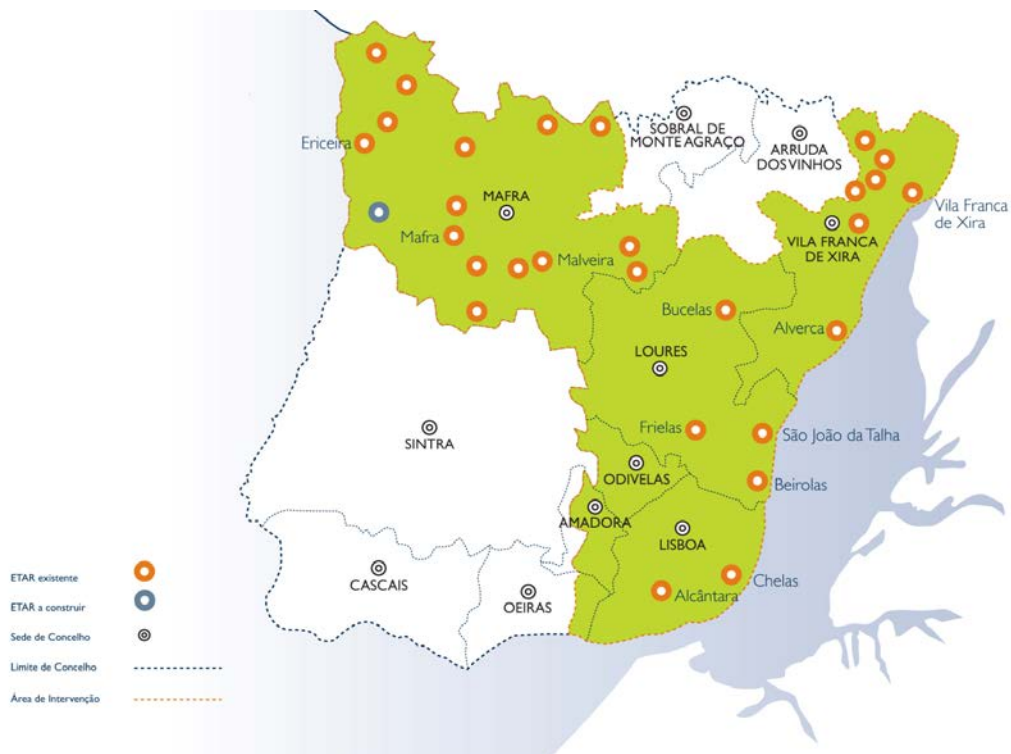 SOBRAL DE
MONTE AGRAÇO
ARRUDA
DOS VINHOS
Ericeira
MAFRA
Vila Franca
de Xira
Mafra
VILA FRANCA
DE XIRA
Malveira
Bucelas
Alverca
LOURES
Frielas
São João da Talha
SINTRA
ODIVELAS
Beirolas
AMADORA
LISBOA
CASCAIS
OEIRAS
Alcântara
Chelas
ETAR existente
ETAR a construir
Sede de Concelho
Limite de Concelho
Área de Intervenção